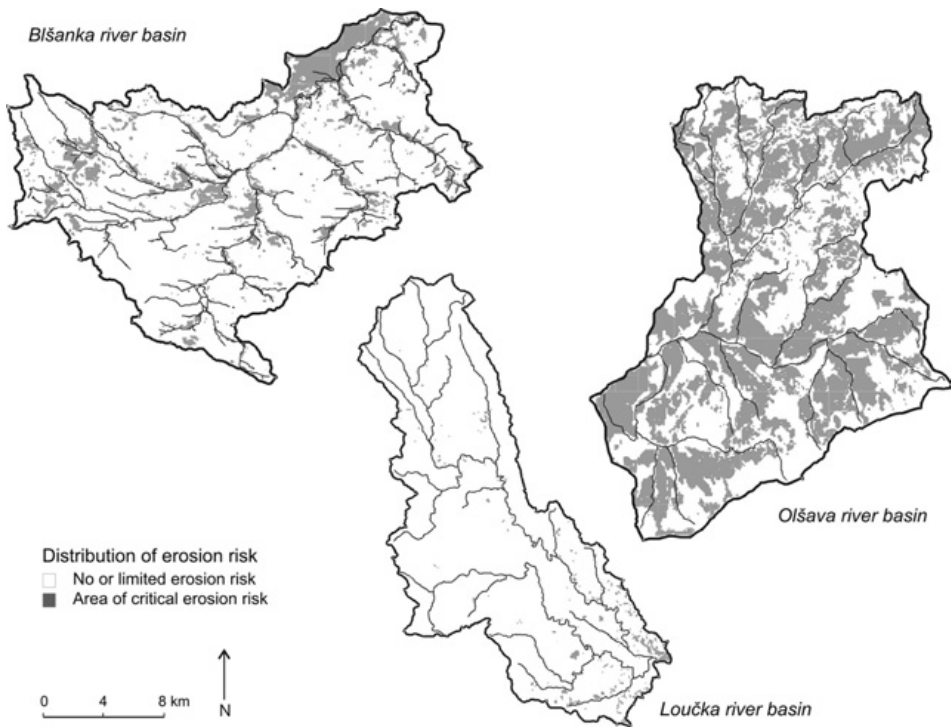 Blšanka river basin
Olšava river basin
Distribution of erosion risk
No or limited erosion risk
Area of critical erosion risk
0 4 8 km
N
Loučka river basin